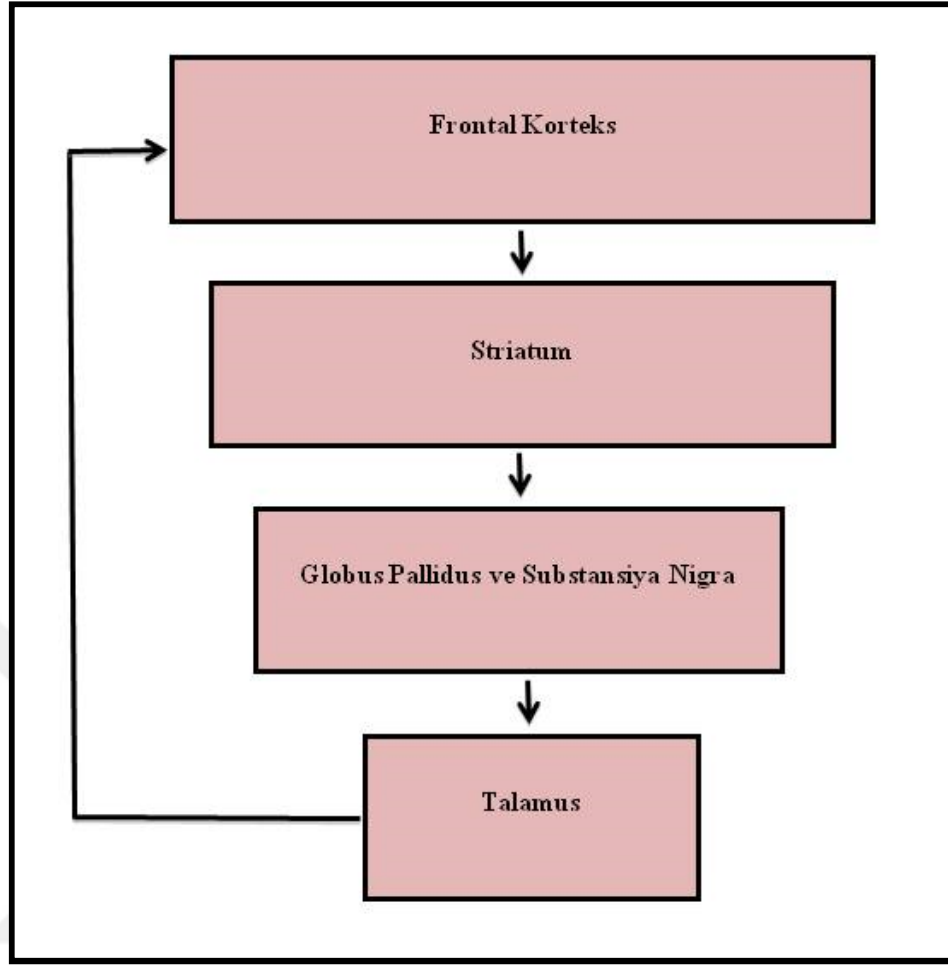 Frontal Korteks
Striatum
Globus Pallidus ve Substansiya Nigra
Talamus